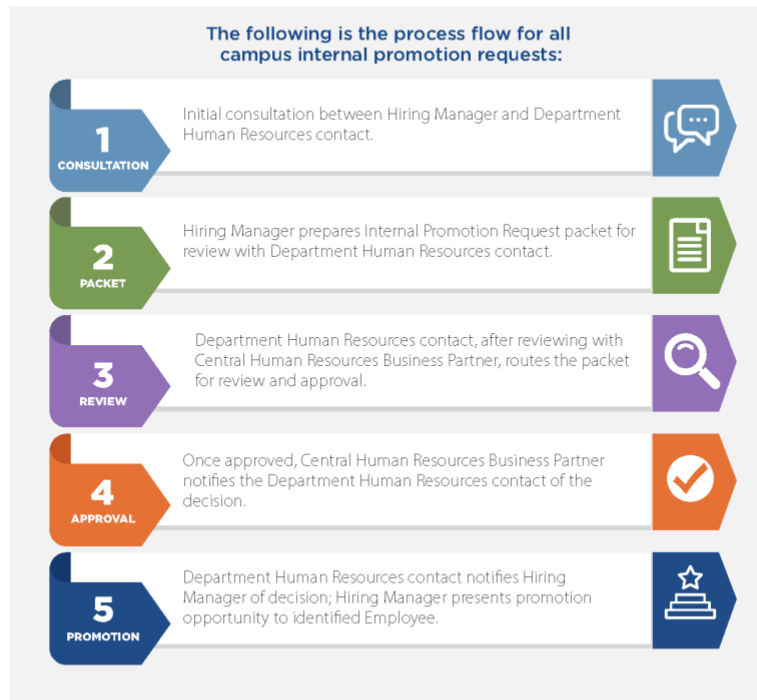 The following is the process flow for all
campus internal promotion requests:
1
CONSULTATION
Initial consultation between Hiring Manager and Department
Human Resources contact.
2
PACKET
Hiring Manager prepares Internal Promotion Request packet for
review with Department Human Resources contact.
3
REVIEW
Department Human Resources contact, after reviewing with
Central Human Resources Business Partner, routes the packet
for review and approval.
4
APPROVAL
Once approved, Central Human Resources Business Partner
notifies the Department Human Resources contact of the
decision.
5
PROMOTION
Department Human Resources contact notifies Hiring
Manager of decision; Hiring Manager presents promotion
opportunity to identified Employee.